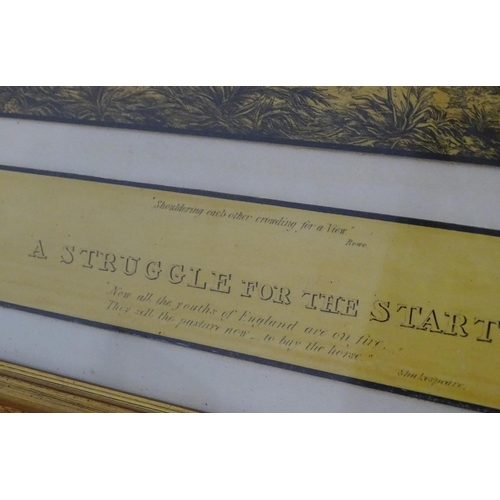 "Shouldering each other crowding for a View"
Rowe
A STRUGGLE FOR THE START
"Now all the youths of England are on fire..
They sell the pasture now... to buy the horse."
Shakespeare.